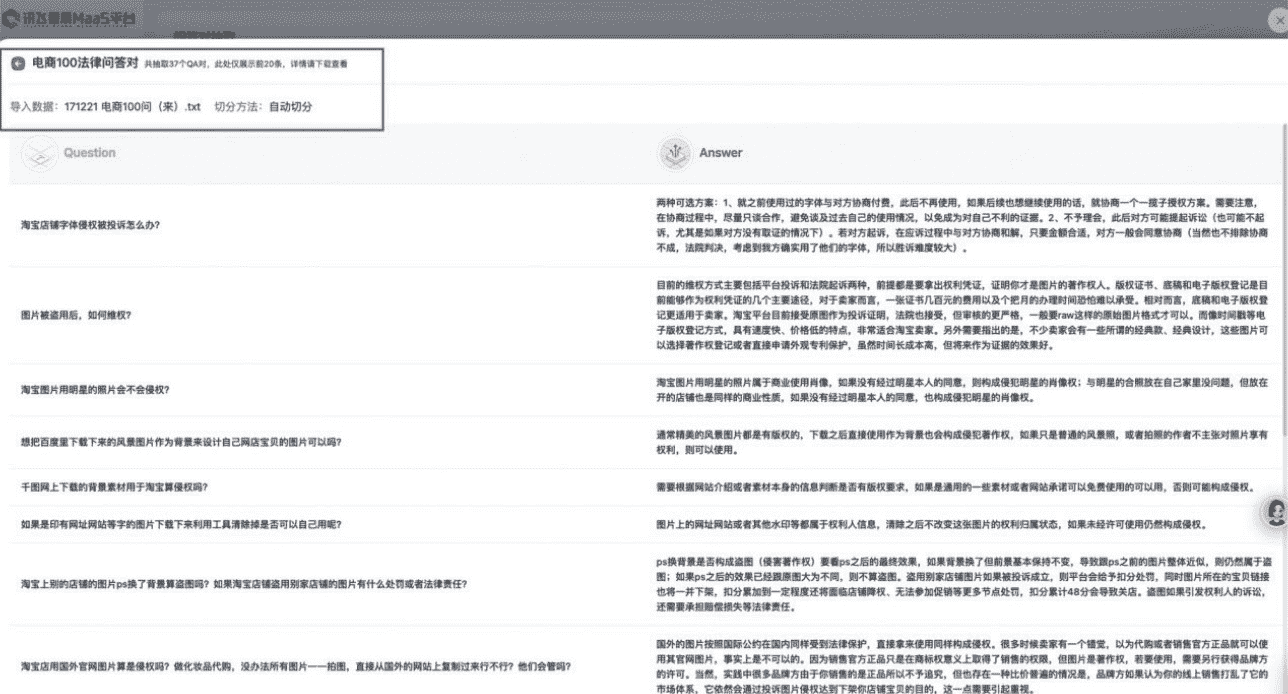 讯飞星辰MaaS平台
电商100法律问答对 共抽取37个QA对，此处仅展示前20条，详情请下载查看
导入数据：171221 电商100问（来）.txt 切分方法：自动切分
Question
Answer
淘宝店铺字体侵权被投诉怎么办？
两种可选方案：1、就之前使用过的字体与对方协商付费，此后不再使用，如果后续也想继续使用的话，就协商一个一揽子授权方案。需要注意，
在协商过程中，尽量只谈合作，避免谈及过去自己的使用情况，以免成为对自己不利的证据。2、不予理会，此后对方可能提起诉讼（也可能不起
诉，尤其是如果对方没有取证的情况下）。若对方起诉，在应诉过程中与对方协商和解，只要金额合适，对方一般会同意协商（当然也不排除协商
不成，法院判决，考虑到我方确实用了他们的字体，所以胜诉难度较大）。
图片被盗用后，如何维权？
目前的维权方式主要包括平台投诉和法院起诉两种，前提都是要拿出权利凭证，证明你才是图片的著作权人。版权证书、底稿和电子版权登记是目
前能够作为权利凭证的几个主要途径，对于卖家而言，一张证书几百元的费用以及个把月的办理时间恐怕难以承受。相对而言，底稿和电子版权登
记更适用于卖家。淘宝平台目前接受原图作为投诉证明，法院也接受，但审核的更严格，一般要raw这样的原始图片格式才可以。而像时间戳等电
子版权登记方式，具有速度快、价格低的特点，非常适合淘宝卖家。另外需要指出的是，不少卖家会有一些所谓的经典款、经典设计，这些图片可
以选择著作权登记或者直接申请外观专利保护，虽然时间长成本高，但将来作为证据的效果好。
淘宝图片用明星的照片会不会侵权？
淘宝图片用明星的照片属于商业使用肖像，如果没有经过明星本人的同意，则构成侵犯明星的肖像权；与明星的合照放在自己家里没问题，但放在
开的店铺也是同样的商业性质，如果没有经过明星本人的同意，也构成侵犯明星的肖像权。
想把百度里下载下来的风景图片作为背景来设计自己网店宝贝的图片可以吗？
通常精美的风景图片都是有版权的，下载之后直接使用作为背景也会构成侵犯著作权，如果只是普通的风景照，或者拍照的作者不主张对照片享有
权利，则可以使用。
千图网上下载的背景素材用于淘宝算侵权吗？
需要根据网站介绍或者素材本身的信息判断是否有版权要求，如果是通用的一些素材或者网站承诺可以免费使用的可以用，否则可能构成侵权。
如果是印有网址网站等字的图片下载下来利用工具清除掉是否可以自己用呢？
图片上的网址网站或者其他水印等都属于权利人信息，清除之后不改变这张图片的权利归属状态，如果未经许可使用仍然构成侵权。
淘宝上别的店铺的图片ps换了背景算盗图吗？如果淘宝店铺盗用别家店铺的图片有什么处罚或者法律责任？
ps换背景是否构成盗图（侵害著作权）要看ps之后的最终效果，如果背景换了但前景基本保持不变，导致跟ps之前的图片整体近似，则仍然属于盗
图；如果ps之后的效果已经跟原图大为不同，则不算盗图。盗用别家店铺图片如果被投诉成立，则平台会给予扣分处罚，同时图片所在的宝贝链接
也将一并下架，扣分累加到一定程度还将面临店铺降权、无法参加促销等更多节点处罚，扣分累计48分会导致关店。盗图如果引发权利人的诉讼，
还需要承担赔偿损失等法律责任。
淘宝店用国外官网图片算是侵权吗？做化妆品代购，没办法所有图片一一拍图，直接从国外的网站上复制过来行不行？他们会管吗？
国外的图片按照国际公约在国内同样受到法律保护，直接拿来使用同样构成侵权。很多时候卖家有一个错觉，以为代购或者销售官方正品就可以使
用其官网图片，事实上是不可以的。因为销售官方正品只是在商标权意义上取得了销售的权限，但图片是著作权，若要使用，需要另行获得品牌方
的许可。当然，实践中很多品牌方由于你销售的是正品所以不予追究，但也存在一种比价普遍的情况是，品牌方如果认为你的线上销售打乱了它的
市场体系，它依然会通过投诉图片侵权达到下架你店铺宝贝的目的，这一点需要引起重视。